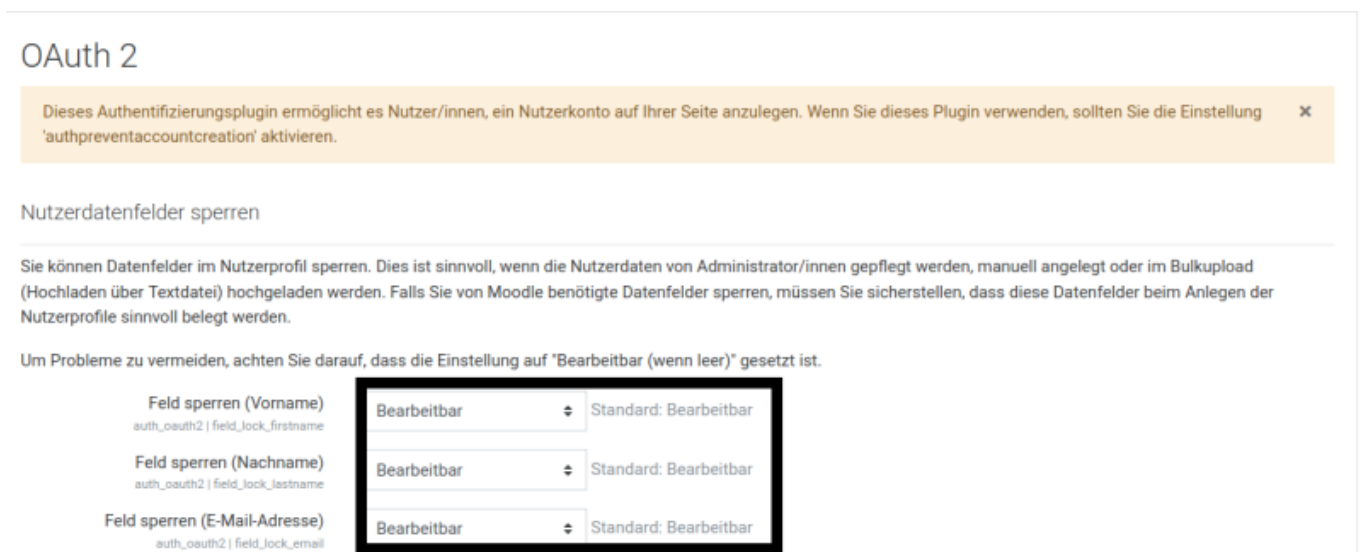 OAuth 2
Dieses Authentifizierungsplugin ermöglicht es Nutzer/innen, ein Nutzerkonto auf Ihrer Seite anzulegen. Wenn Sie dieses Plugin verwenden, sollten Sie die Einstellung
'authpreventaccountcreation' aktivieren.
Nutzerdatenfelder sperren
Sie können Datenfelder im Nutzerprofil sperren. Dies ist sinnvoll, wenn die Nutzerdaten von Administrator/innen gepflegt werden, manuell angelegt oder im Bulkupload
(Hochladen über Textdatei) hochgeladen werden. Falls Sie von Moodle benötigte Datenfelder sperren, müssen Sie sicherstellen, dass diese Datenfelder beim Anlegen der
Nutzerprofile sinnvoll belegt werden.
Um Probleme zu vermeiden, achten Sie darauf, dass die Einstellung auf "Bearbeitbar (wenn leer)" gesetzt ist.
Feld sperren (Vorname) Bearbeitbar Standard: Bearbeitbar
auth_oauth2 | field_lock_firstname
Feld sperren (Nachname) Bearbeitbar Standard: Bearbeitbar
auth_oauth2 | field_lock_lastname
Feld sperren (E-Mail-Adresse) Bearbeitbar Standard: Bearbeitbar
auth_oauth2 | field_lock_email